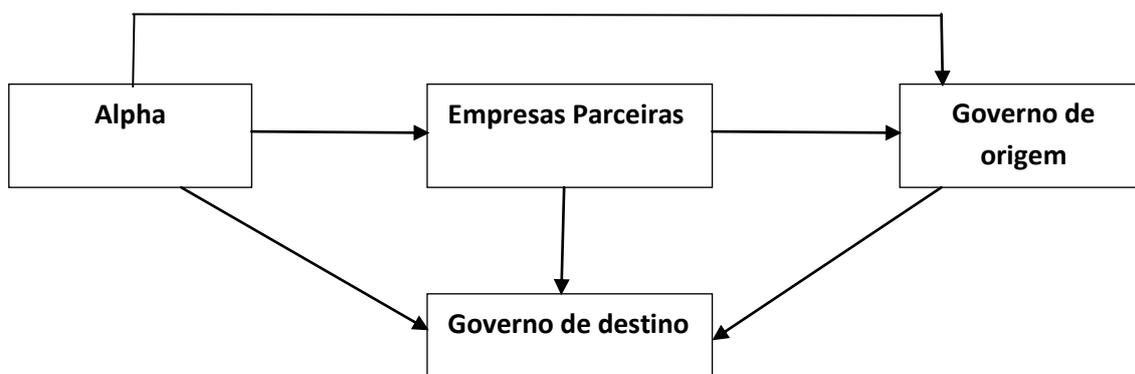 Alpha
Empresas Parceiras
Governo de
origem
Governo de destino